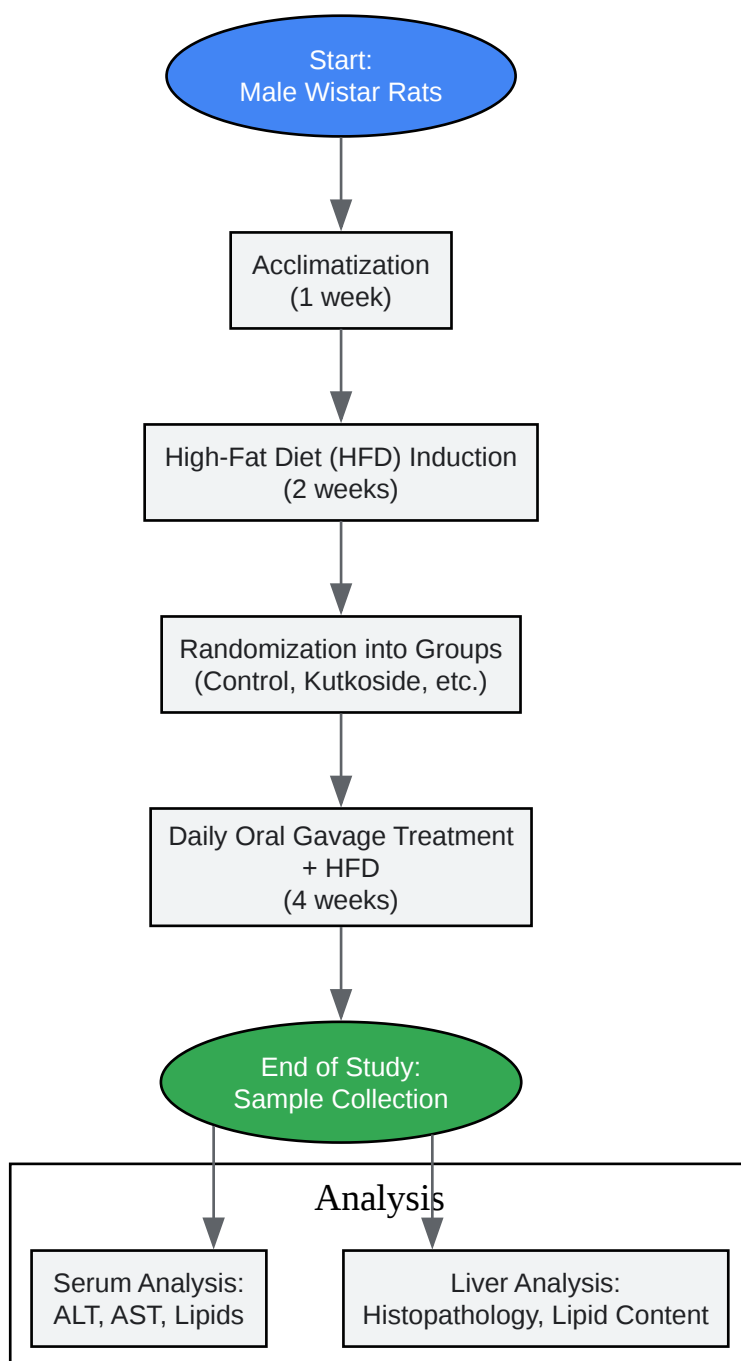 Start:
Male Wistar Rats
Acclimatization
(1 week)
High-Fat Diet (HFD) Induction
(2 weeks)
Randomization into Groups
(Control, Kutkoside, etc.)
Daily Oral Gavage Treatment
+ HFD
(4 weeks)
End of Study:
Sample Collection
Analysis
Serum Analysis:
ALT, AST, Lipids
Liver Analysis:
Histopathology, Lipid Content